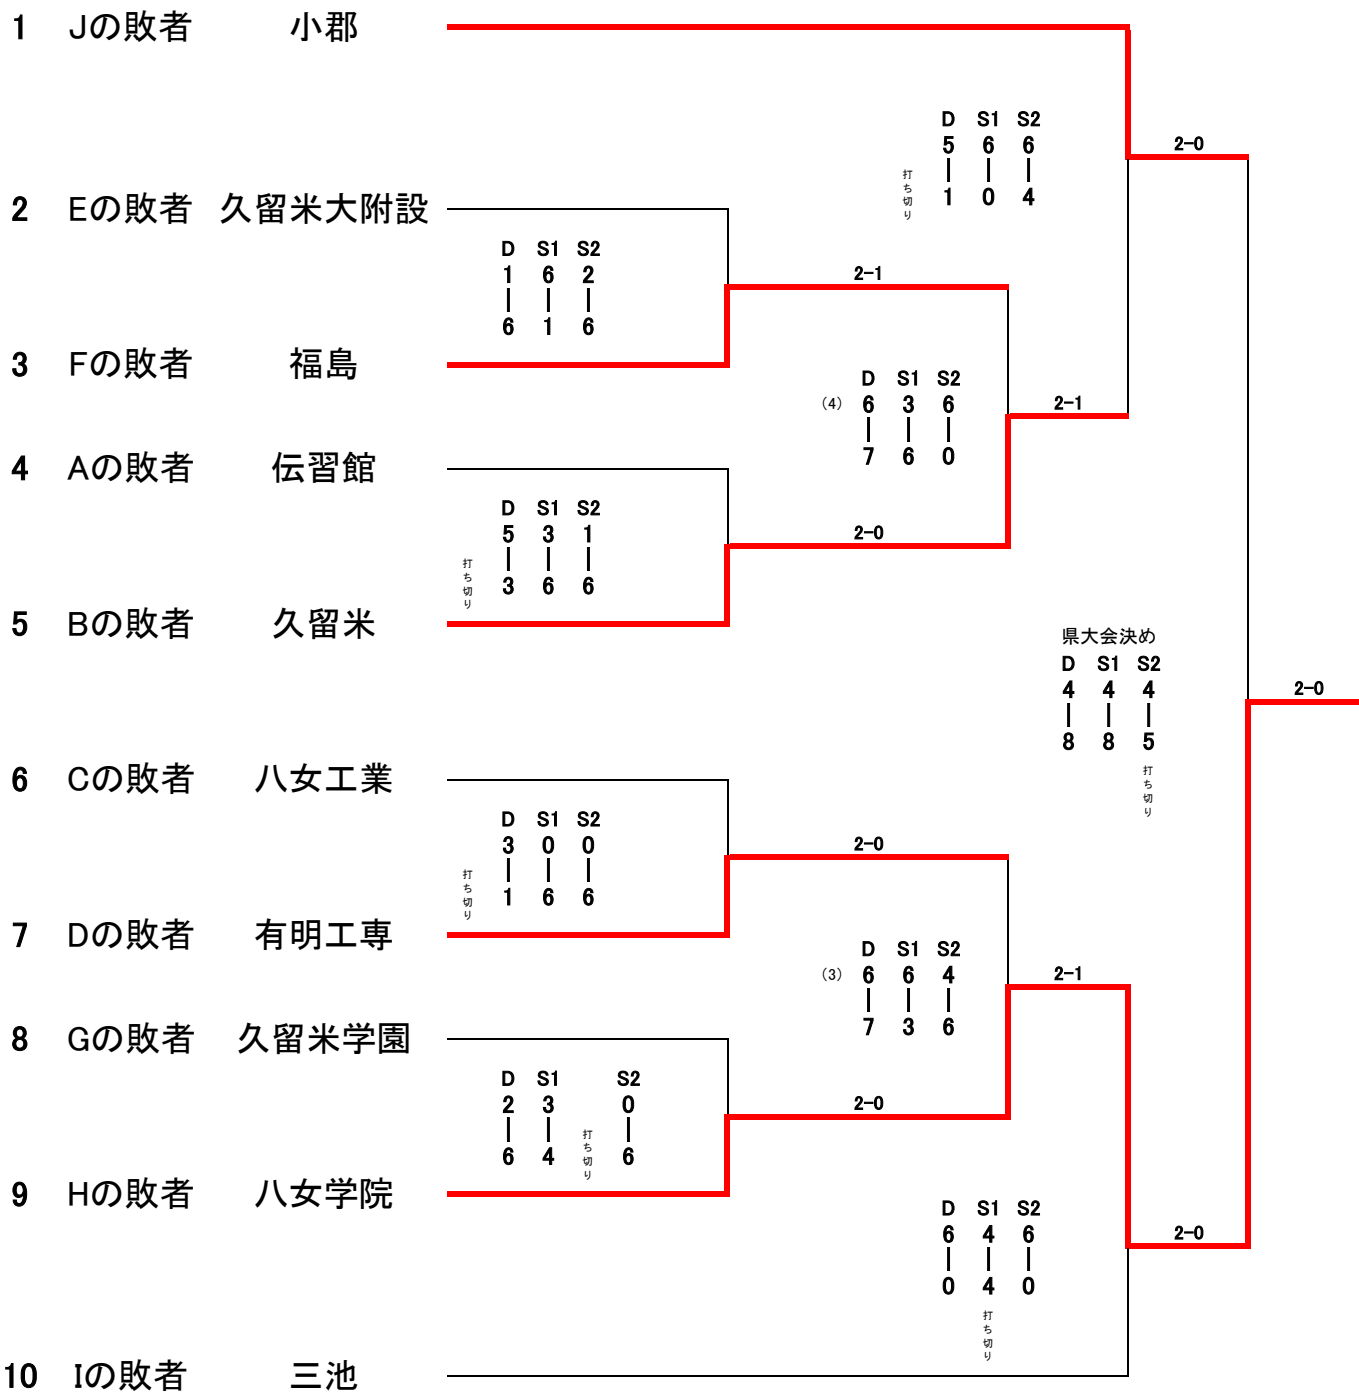 1 Jの敗者 小郡
D S1 S2
5 6 6
2-0
打ち切り
1 0 4
2 Eの敗者 久留米大附設
D S1 S2
1 6 2
2-1
6 1 6
3 Fの敗者 福島
D S1 S2
(4) 6 3 6
2-1
7 6 0
4 Aの敗者 伝習館
D S1 S2
5 3 1
2-0
打ち切り
3 6 6
5 Bの敗者 久留米
県大会決め
D S1 S2
4 4 4
2-0
8 8 5
打ち切り
6 Cの敗者 八女工業
D S1 S2
3 0 0
2-0
打ち切り
1 6 6
7 Dの敗者 有明工専
D S1 S2
(3) 6 6 4
2-1
7 3 6
8 Gの敗者 久留米学園
D S1 S2
2 3 0
2-0
打ち切り
6 4 6
9 Hの敗者 八女学院
D S1 S2
6 4 6
2-0
0 4 0
打ち切り
10 Iの敗者 三池